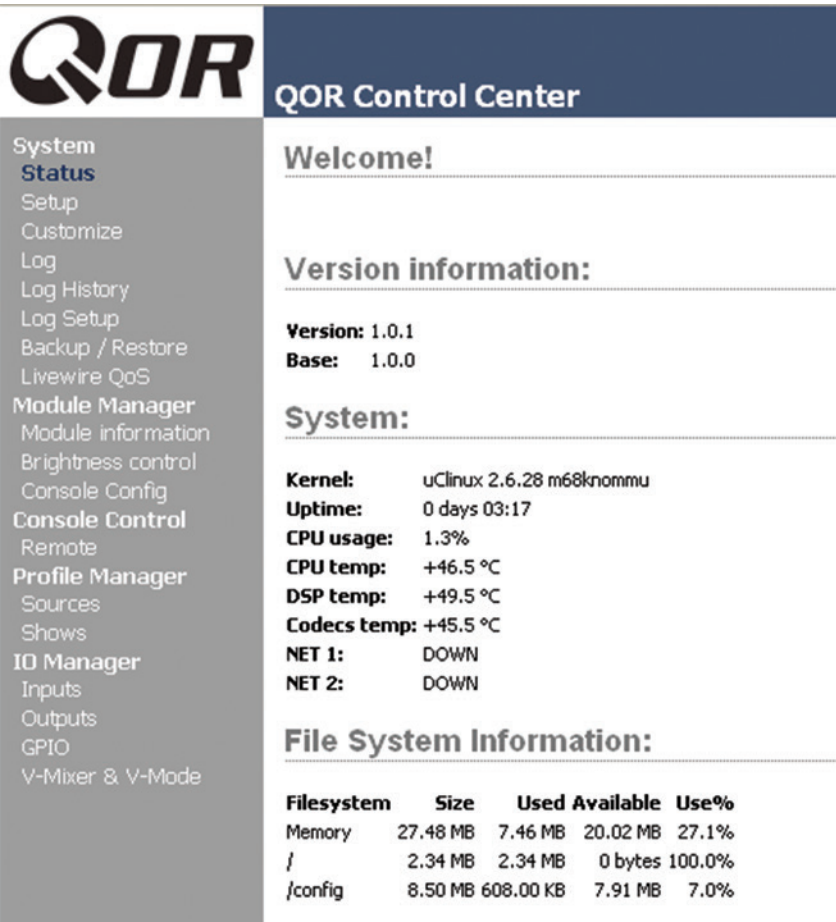 QOR
QOR Control Center
System
Status
Setup
Customize
Log
Log History
Log Setup
Backup / Restore
Livewire QoS
Module Manager
Module information
Brightness control
Console Config
Console Control
Remote
Profile Manager
Sources
Shows
IO Manager
Inputs
Outputs
GPIO
V-Mixer & V-Mode
Welcome!
Version information:
Version: 1.0.1
Base: 1.0.0
System:
Kernel: uClinux 2.6.28 m68knommu
Uptime: 0 days 03:17
CPU usage: 1.3%
CPU temp: +46.5 °C
DSP temp: +49.5 °C
Codecs temp: +45.5 °C
NET 1: DOWN
NET 2: DOWN
File System Information:
Filesystem Size Used Available Use%
Memory 27.48 MB 7.46 MB 20.02 MB 27.1%
/ 2.34 MB 2.34 MB 0 bytes 100.0%
/config 8.50 MB 608.00 KB 7.91 MB 7.0%